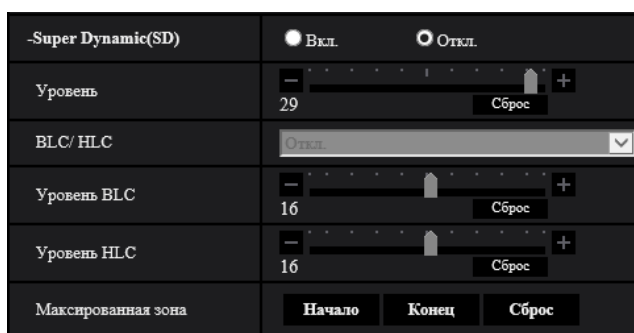 -Super Dynamic(SD) Вкл. Откл.
Уровень
29 Сброс
BLC/ HLC Откл.
Уровень BLC
16 Сброс
Уровень HLC
16 Сброс
Максированная зона Начало Конец Сброс